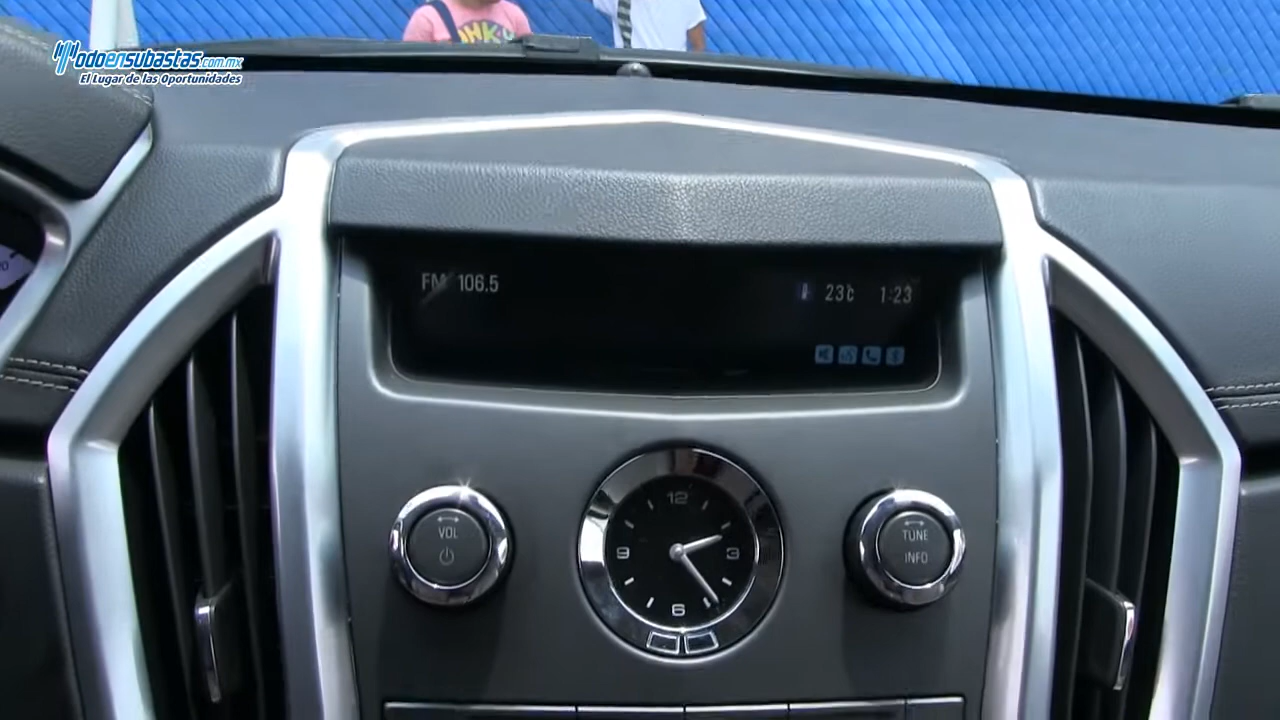 todoensubastas.com.mx
El Lugar de las Oportunidades
FM 106.5
23c 1:23
12
9 3
6
VOL
TUNE
INFO